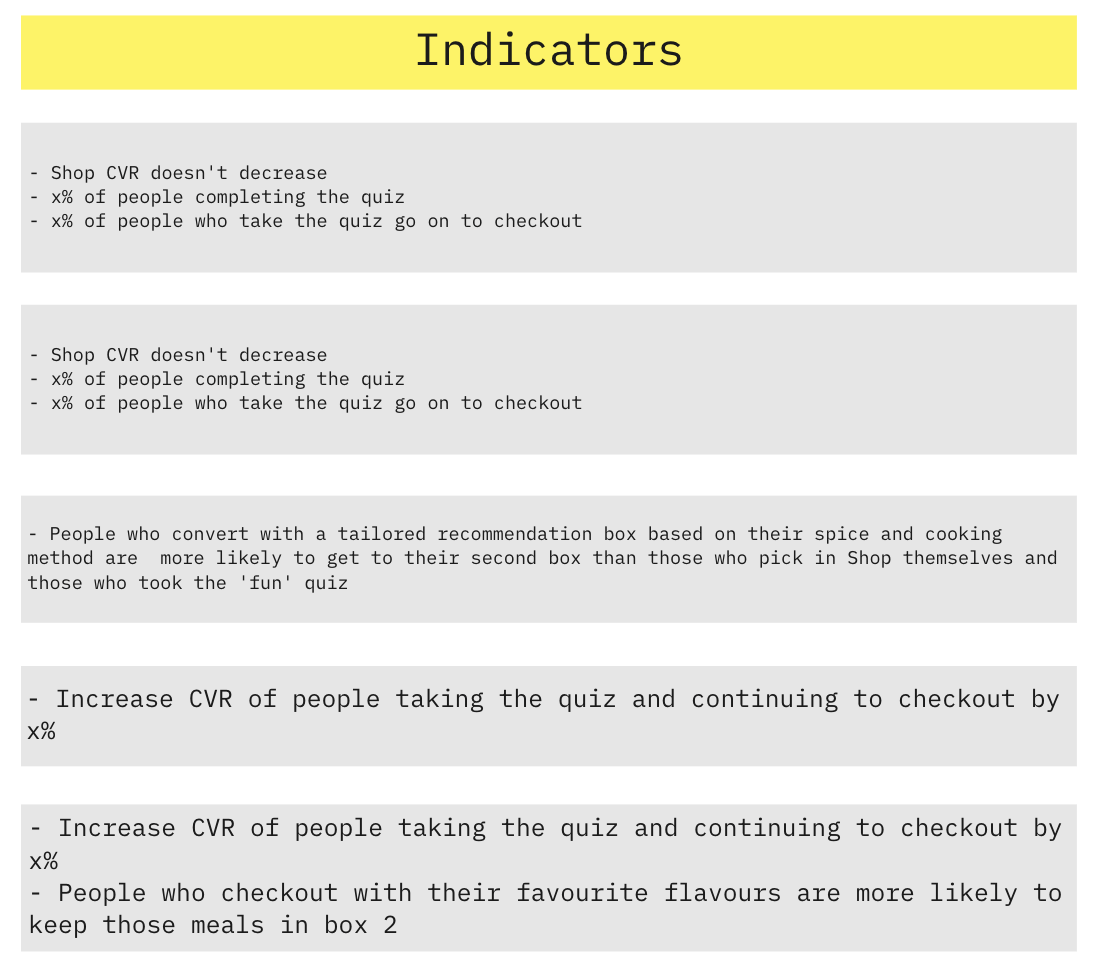 Indicators
- Shop CVR doesn't decrease
- x% of people completing the quiz
- x% of people who take the quiz go on to checkout
- Shop CVR doesn't decrease
- x% of people completing the quiz
- x% of people who take the quiz go on to checkout
- People who convert with a tailored recommendation box based on their spice and cooking
method are  more likely to get to their second box than those who pick in Shop themselves and
those who took the 'fun' quiz
- Increase CVR of people taking the quiz and continuing to checkout by
x%
- Increase CVR of people taking the quiz and continuing to checkout by
x%
- People who checkout with their favourite flavours are more likely to
keep those meals in box 2